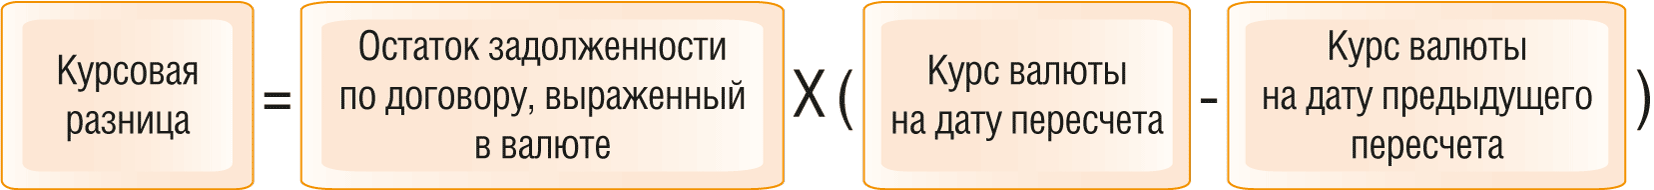 Курсовая
разница
=
Остаток задолженности
по договору, выраженный
в валюте
X (
Курс валюты
на дату пересчета
-
Курс валюты
на дату предыдущего
пересчета
)